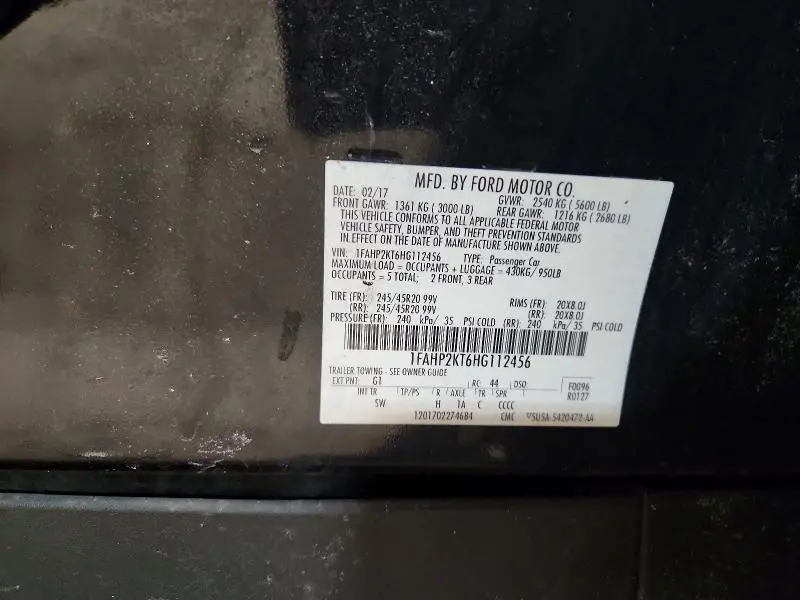 MFD. BY FORD MOTOR CO.
DATE: 02/17 GVWR: 2540 KG ( 5600 LB)
FRONT GAWR: 1361 KG ( 3000 LB) REAR GAWR: 1216 KG ( 2680 LB)
THIS VEHICLE CONFORMS TO ALL APPLICABLE FEDERAL MOTOR
VEHICLE SAFETY, BUMPER, AND THEFT PREVENTION STANDARDS
IN EFFECT ON THE DATE OF MANUFACTURE SHOWN ABOVE.
VIN: 1FAHP2KT6HG112456 TYPE: Passenger Car
MAXIMUM LOAD = OCCUPANTS + LUGGAGE = 430KG/ 950LB
OCCUPANTS = 5 TOTAL; 2 FRONT, 3 REAR
TIRE (FR): 245/45R20 99V RIMS (FR): 20X8.0J
(RR): 245/45R20 99V (RR): 20X8.0J
PRESSURE(FR): 240 kPa/ 35 PSI COLD (RR): 240 kPa/ 35 PSI COLD
1FAHP2KT6HG112456
TRAILER TOWING - SEE OWNER GUIDE
EXT PNT: G1 RC: 44 DSO: F0096
INT TR TP/PS R AXLE TR SPR R0127
5W H 1A C CCCC
1201702274684 CMC 5U5A-5420472-AA